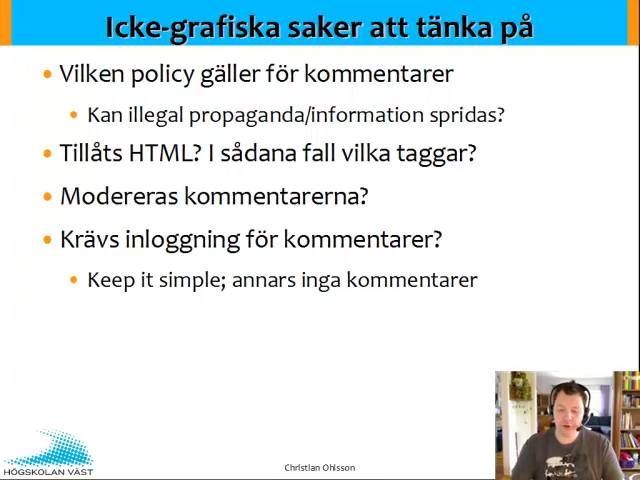 Icke-grafiska saker att tänka på
Vilken policy gäller för kommentarer
Kan illegal propaganda/information spridas?
Tillåts HTML? I sådana fall vilka taggar?
Modereras kommentarerna?
Krävs inloggning för kommentarer?
Keep it simple; annars inga kommentarer
HÖGSKOLAN VÄST
Christian Ohlsson